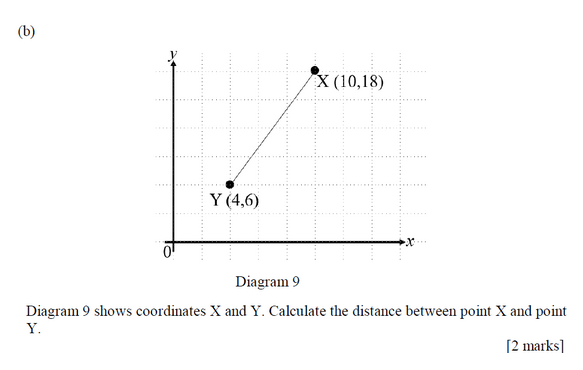 (b)
y
X (10,18)
Y (4,6)
x
0
Diagram 9
Diagram 9 shows coordinates X and Y. Calculate the distance between point X and point
Y.
[2 marks]